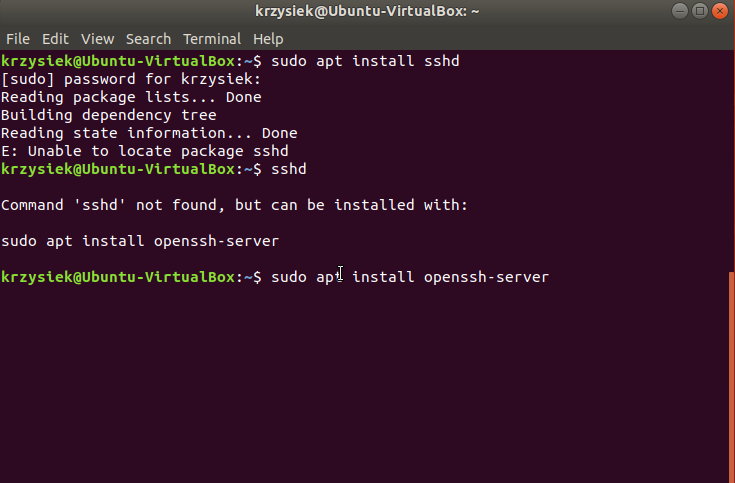 krzysiek@Ubuntu-VirtualBox: ~
File Edit View Search Terminal Help
krzysiek@Ubuntu-VirtualBox:~$ sudo apt install sshd
[sudo] password for krzysiek:
Reading package lists... Done
Building dependency tree
Reading state information... Done
E: Unable to locate package sshd
krzysiek@Ubuntu-VirtualBox:~$ sshd
Command 'sshd' not found, but can be installed with:
sudo apt install openssh-server
krzysiek@Ubuntu-VirtualBox:~$ sudo apt install openssh-server